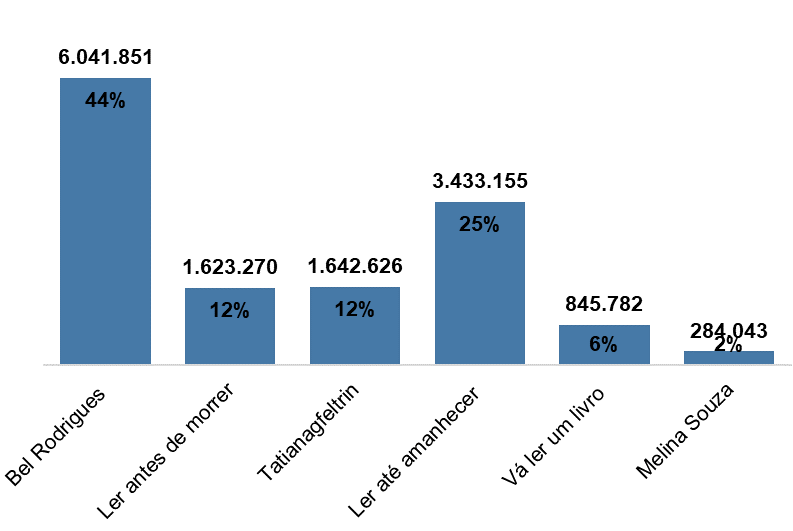 6.041.851
44%
1.623.270
12%
1.642.626
12%
3.433.155
25%
845.782
6%
284.043
2%
Bel Rodrigues
Ler antes de morrer
Tatianagfeltrin
Ler até amanhecer
Vá ler um livro
Melina Souza